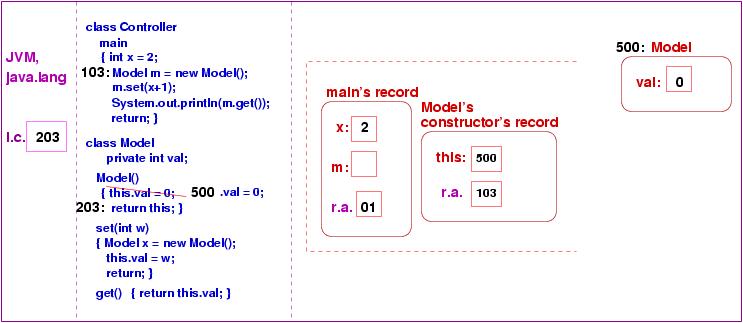 JVM,
java.lang
i.c. 203
class Controller
main
{ int x = 2;
103: Model m = new Model();
m.set(x+1);
System.out.println(m.get());
return; }
class Model
private int val;
Model()
{ this.val = 0; 500 .val = 0;
203: return this; }
set(int w)
{ Model x = new Model();
this.val = w;
return; }
get() { return this.val; }
main's record
x: 2
m:
r.a. 01
Model's
constructor's record
this: 500
r.a. 103
500: Model
val: 0